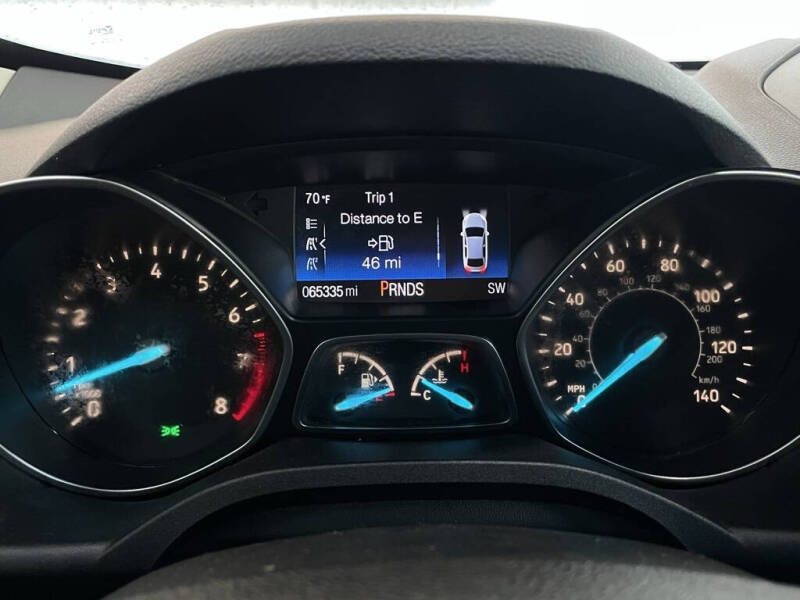 70 °F Trip 1
Distance to E
46 mi
065335 mi PRNDS SW
0 1 2 3 4 5 6 7 8
F E
C H
0 20 40 60 80 100 120 140
MPH
20 40 60 80 100 120 140 160 180 200
km/h